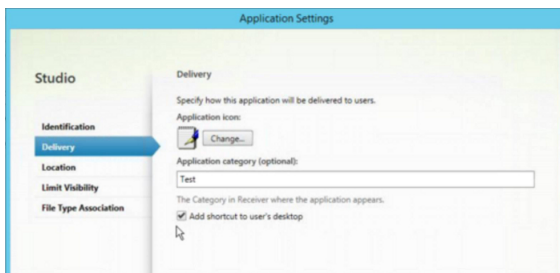 Application Settings
Studio
Identification
Delivery
Location
Limit Visibility
File Type Association
Delivery
Specify how this application will be delivered to users.
Application icon:
Change...
Application category (optional):
Test
The Category in Receiver where the application appears.
Add shortcut to user's desktop